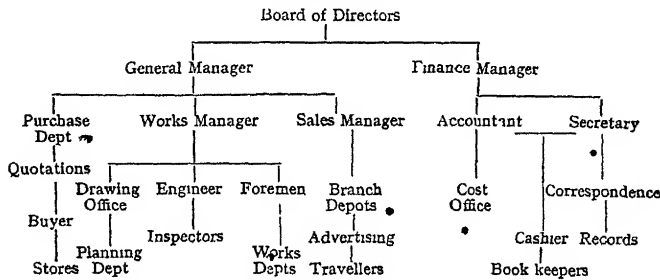 Board of Directors
General Manager Finance Manager
Purchase Dept Works Manager Sales Manager Accountant Secretary
Quotations
Drawing Office Engineer Foremen Branch Depots Cost Office Correspondence
Buyer Inspectors Advertising Cashier Records
Stores Planning Dept Works Depts Travellers Book keepers